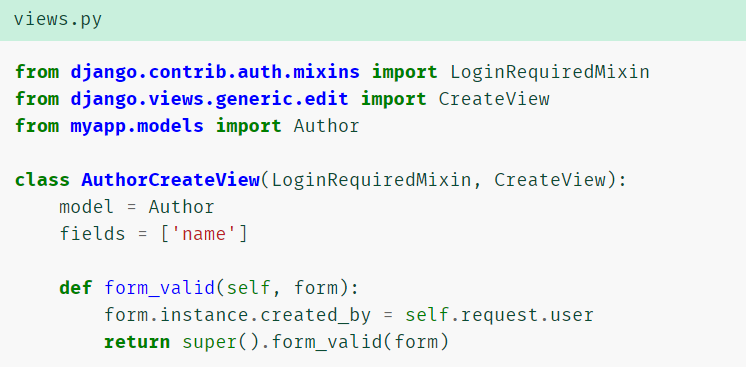 views.py
from django.contrib.auth.mixins import LoginRequiredMixin
from django.views.generic.edit import CreateView
from myapp.models import Author
class AuthorCreateView(LoginRequiredMixin, CreateView):
    model = Author
    fields = ['name']
    def form_valid(self, form):
        form.instance.created_by = self.request.user
        return super().form_valid(form)